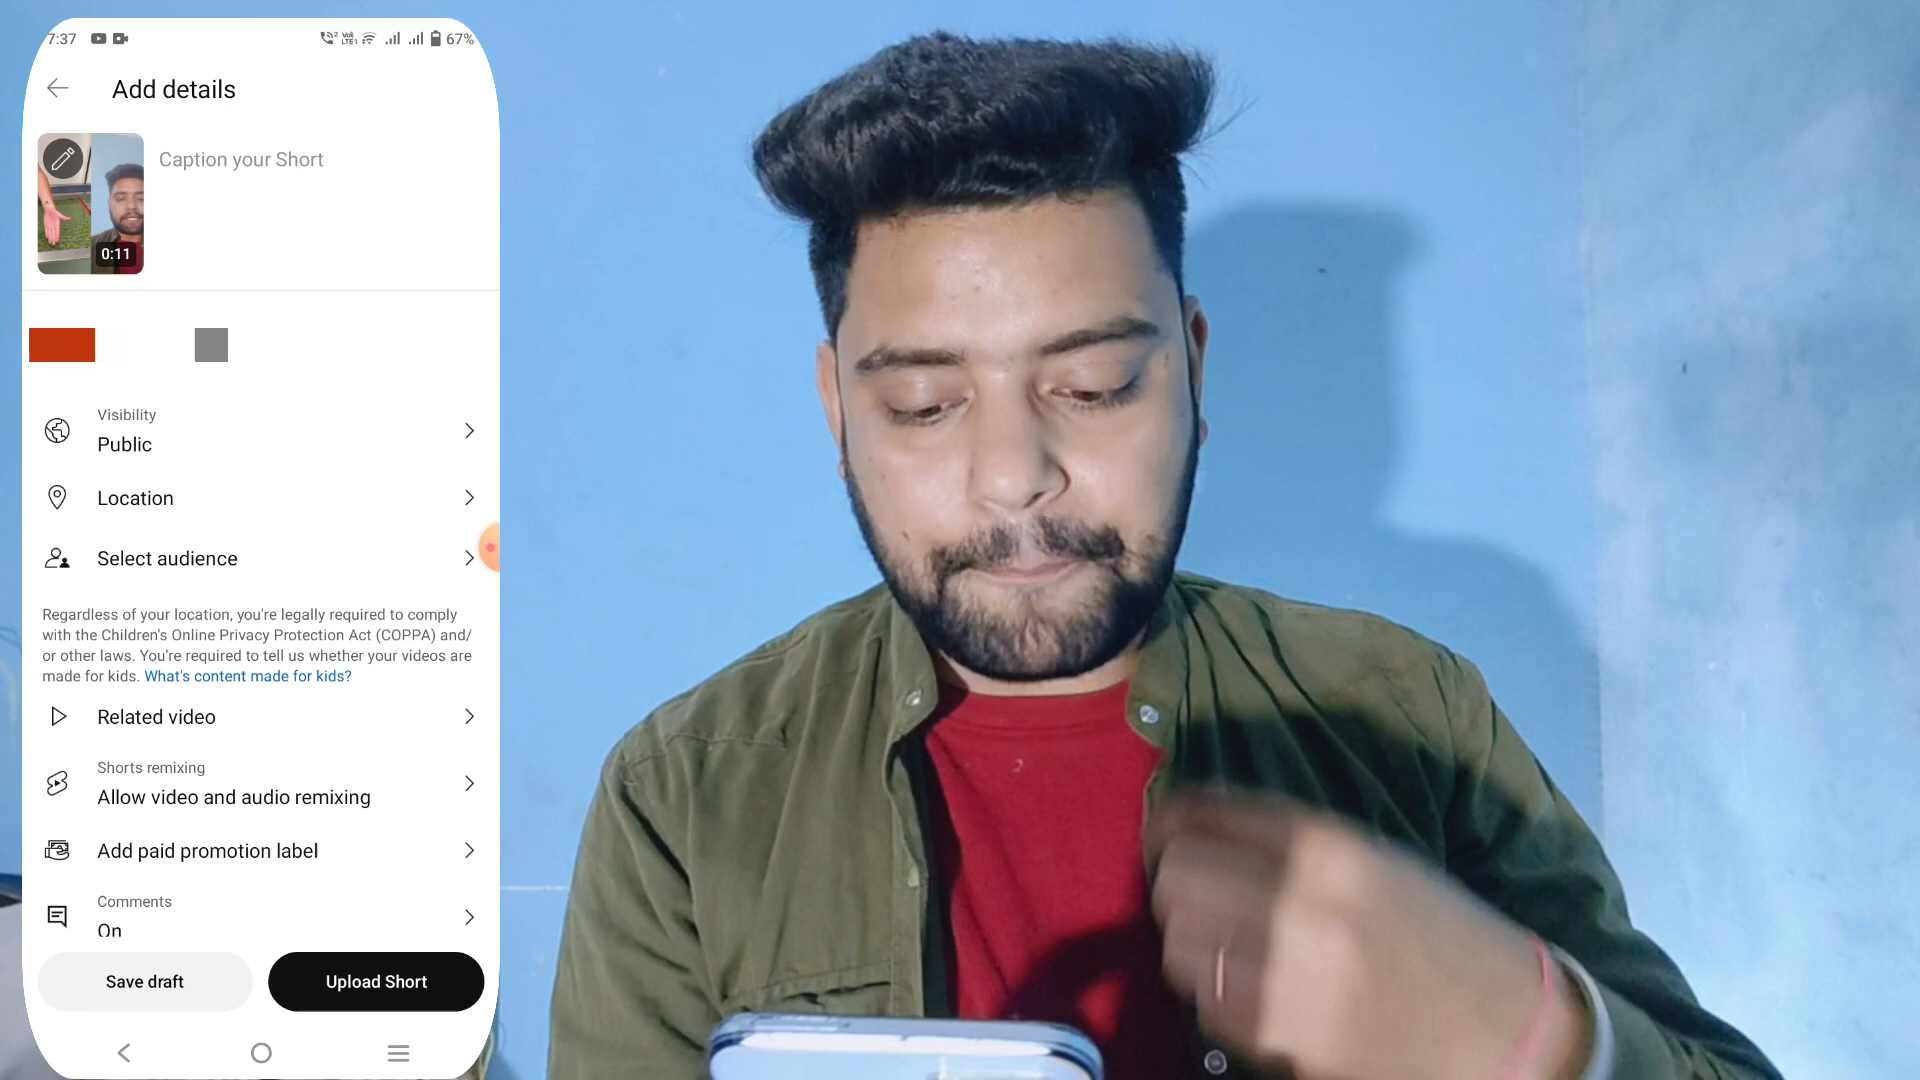 7:37
67%
Add details
Caption your Short
0:11
Visibility
Public
Location
Select audience
Regardless of your location, you're legally required to comply
with the Children's Online Privacy Protection Act (COPPA) and/
or other laws. You're required to tell us whether your videos are
made for kids. What's content made for kids?
Related video
Shorts remixing
Allow video and audio remixing
Add paid promotion label
Comments
On
Save draft
Upload Short